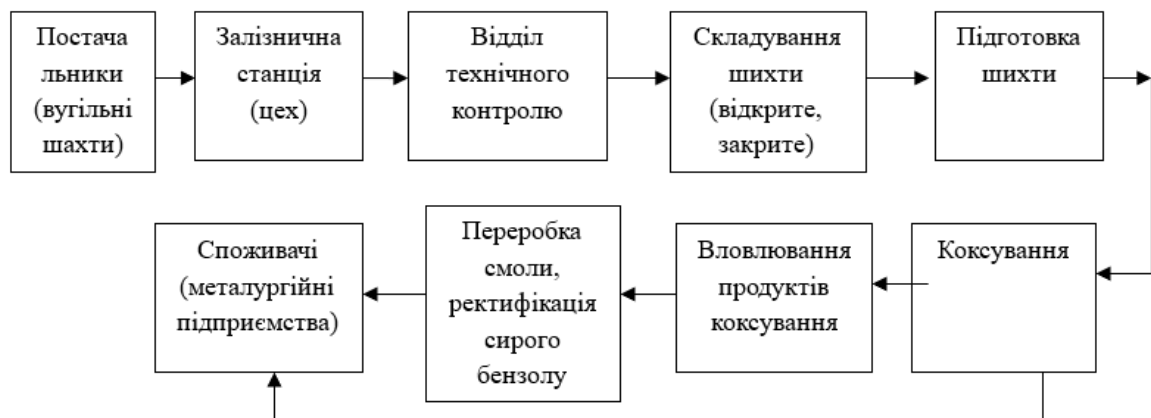 Постача
льники
(вугільні
шахти)
Залізнична
станція
(цех)
Відділ
технічного
контролю
Складування
шихти
(відкрите,
закрите)
Підготовка
шихти
Споживачі
(металургійні
підприємства)
Переробка
смоли,
ректифікація
сирого
бензолу
Вловлювання
продуктів
коксування
Коксування